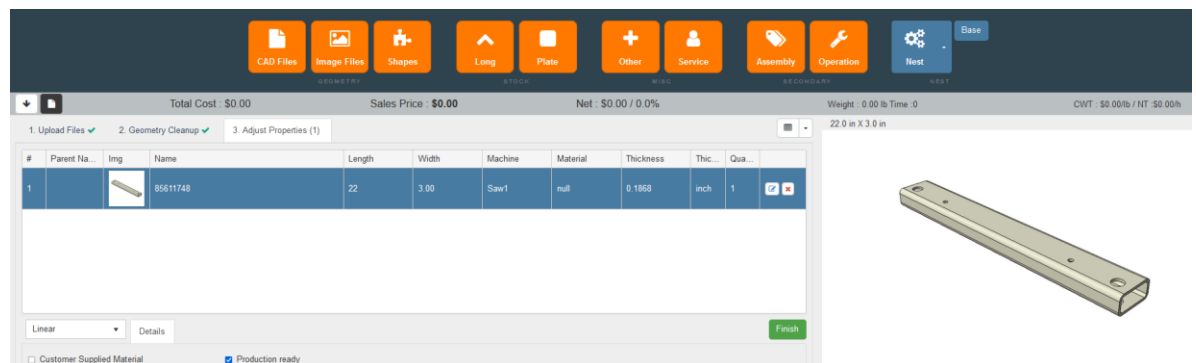 CAD Files Image Files Shapes Long Plate Other Service Assembly Operation Nest Base
GEOMETRY STOCK MISC SECONDARY NEST
Total Cost : $0.00 Sales Price : $0.00 Net : $0.00 / 0.0% Weight : 0.00 lb Time :0 CWT : $0.00/lb / NT :$0.00/h
1. Upload Files 2. Geometry Cleanup 3. Adjust Properties (1) 22.0 in X 3.0 in
# Parent Na... Img Name Length Width Machine Material Thickness Thic... Qua...
1 85611748 22 3.00 Saw1 null 0.1868 inch 1
Linear Details Finish
Customer Supplied Material Production ready